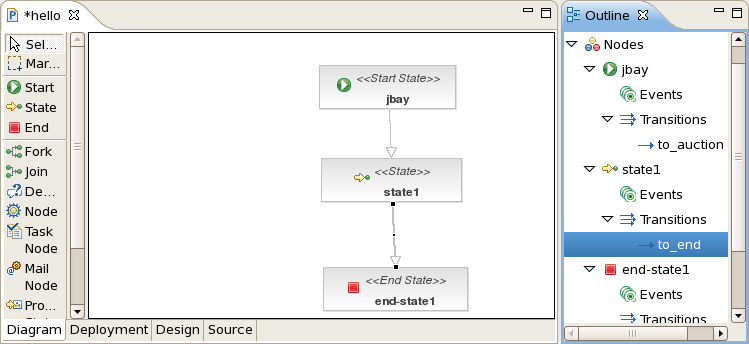 *hello
Sel...
Mar...
Start
State
End
Fork
Join
De...
Node
Task
Node
Mail
Node
Pro...
<<Start State>>
jbay
<<State>>
state1
<<End State>>
end-state1
Diagram
Deployment
Design
Source
Outline
Nodes
jbay
Events
Transitions
to_auction
state1
Events
Transitions
to_end
end-state1
Events
Transitions